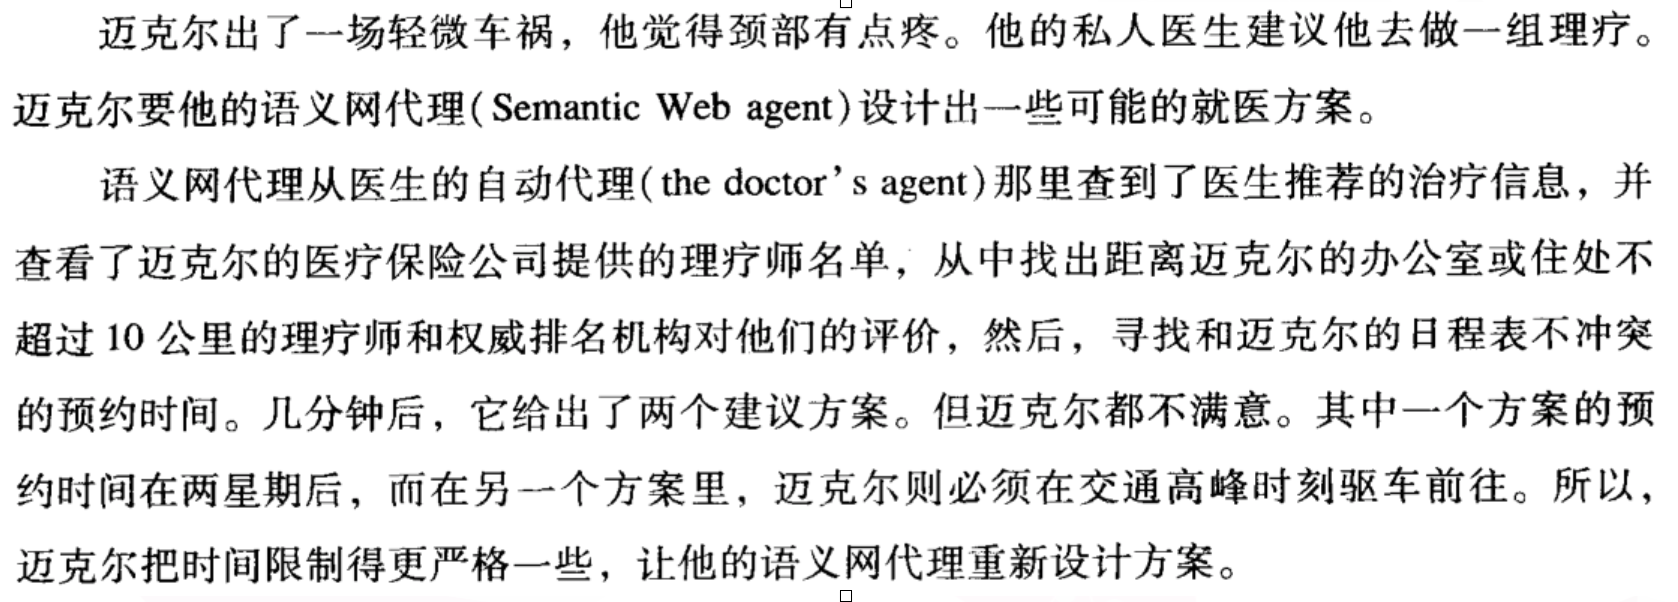 迈克尔出了一场轻微车祸，他觉得颈部有点疼。他的私人医生建议他去做一组理疗。
迈克尔要他的语义网代理(Semantic Web agent)设计出一些可能的就医方案。
语义网代理从医生的自动代理(the doctor's agent)那里查到了医生推荐的治疗信息，并
查看了迈克尔的医疗保险公司提供的理疗师名单，从中找出距离迈克尔的办公室或住处不
超过 10 公里的理疗师和权威排名机构对他们的评价，然后，寻找和迈克尔的日程表不冲突
的预约时间。几分钟后，它给出了两个建议方案。但迈克尔都不满意。其中一个方案的预
约时间在两星期后，而在另一个方案里，迈克尔则必须在交通高峰时刻驱车前往。所以，
迈克尔把时间限制得更严格一些，让他的语义网代理重新设计方案。